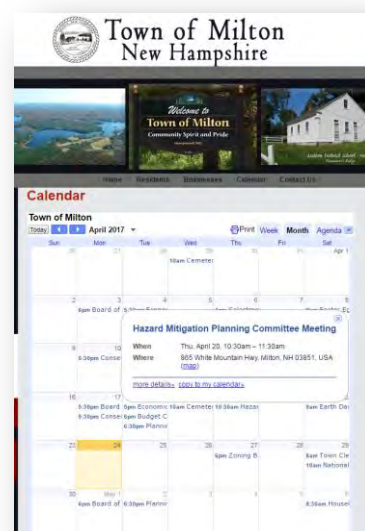 Town of Milton
New Hampshire
Welcome to
Town of Milton
Community Spirit and Pride
Home Residents Businesses Calendar Contact Us
Calendar
Town of Milton
Today April 2017 Print Week Month Agenda
Sun Mon Tue Wed Thu Fri Sat
26 27 28 29 30 31 Apr 1
10am Cemeter
2 3 4 5 6 7 8
6pm Board of
Hazard Mitigation Planning Committee Meeting
When Thu, April 20, 10:30am – 11:30am
Where 865 White Mountain Hwy, Milton, NH 03851, USA
(map)
more details» copy to my calendar»
9 10
6:30pm Conse
16 17
5:30pm Board 6pm Economic 10am Cemeter 10:30am Hazar 9am Earth Da
6:30pm Conse 6pm Budget C
6:30pm Plannin
23 24 25 26 27 28 29
6pm Zoning B 8am Town Cle
10am National
30 May 1 2 3 4 5 6
6pm Board of 6:30pm Plannin 8:30am Househ